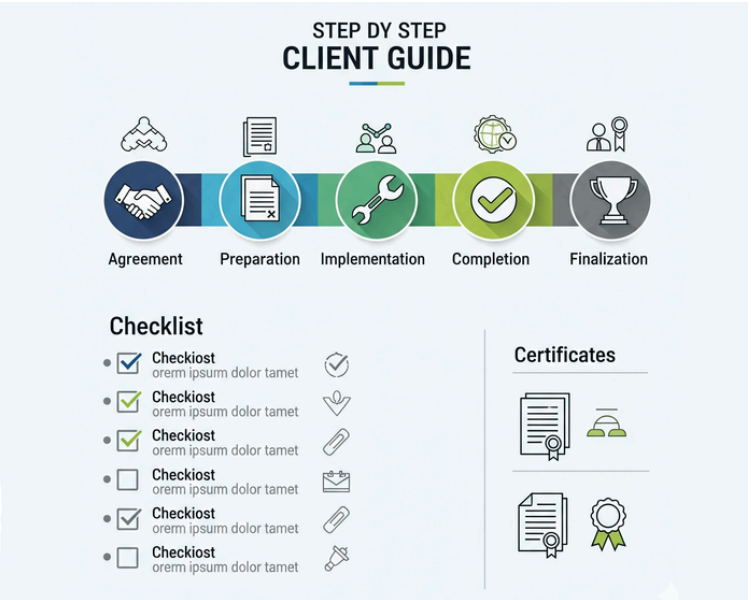 STEP DY STEP
CLIENT GUIDE
Agreement
Preparation
Implementation
Completion
Finalization
Checklist
Checkiost
orem ipsum dolor tamet
Checkiost
orerm ipsum dolor tamet
Checkiost
orerm ipsum dolor tamet
Checkiost
orerm ipsum dolor tamet
Checkiost
orerm ipsum dolor tamet
Checkiost
orerm ipsum dolor tamet
Certificates